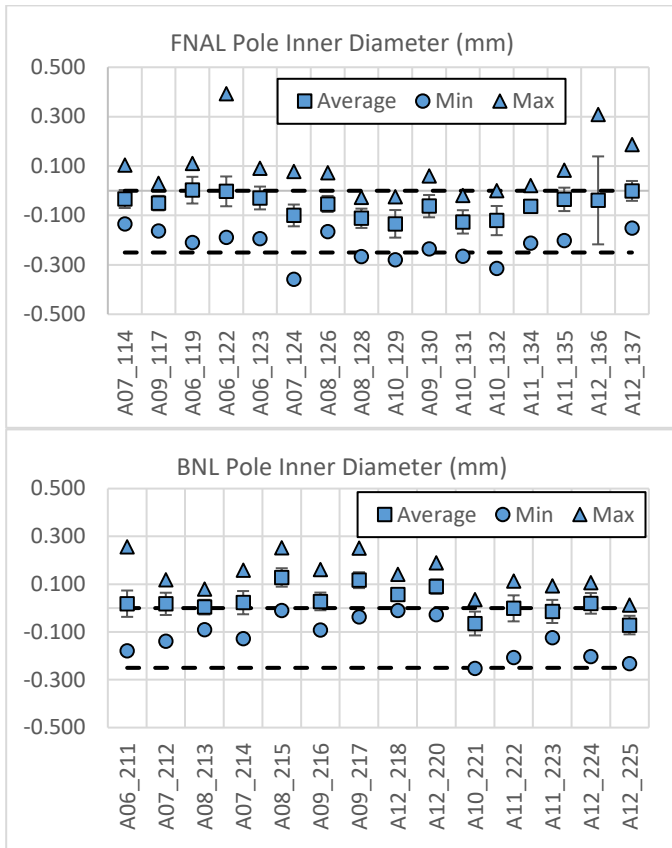 FNAL Pole Inner Diameter (mm)
0.500
Average Min Max
0.300
0.100
-0.100
-0.300
-0.500
A07_114
A09_117
A06_119
A06_122
A06_123
A07_124
A08_126
A08_128
A10_129
A09_130
A10_131
A10_132
A11_134
A11_135
A12_136
A12_137
BNL Pole Inner Diameter (mm)
0.500
Average Min Max
0.300
0.100
-0.100
-0.300
-0.500
A06_211
A07_212
A08_213
A07_214
A08_215
A09_216
A09_217
A12_218
A12_220
A10_221
A11_222
A11_223
A12_224
A12_225